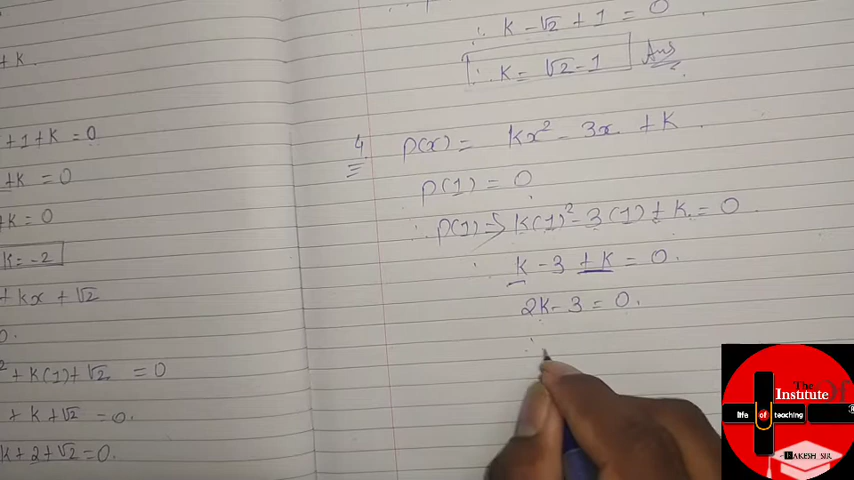 +K.
+1+K=0
+K =0
+K=0
K=-2
+kx+√2
0.
² +K(1)+√2 =0
+K+√2 =0.
K+2+√2=0.
∴ K-√2+1 = 0
∴ K= √2-1 Ans
4 p(x) = kx² - 3x + K
p(1) = 0
∴ p(1)=> K(1)²-3(1)+K=0
∴ K-3+K=0.
2K-3=0.
∴
The
Institute of
life of teaching
RAKESH SIR